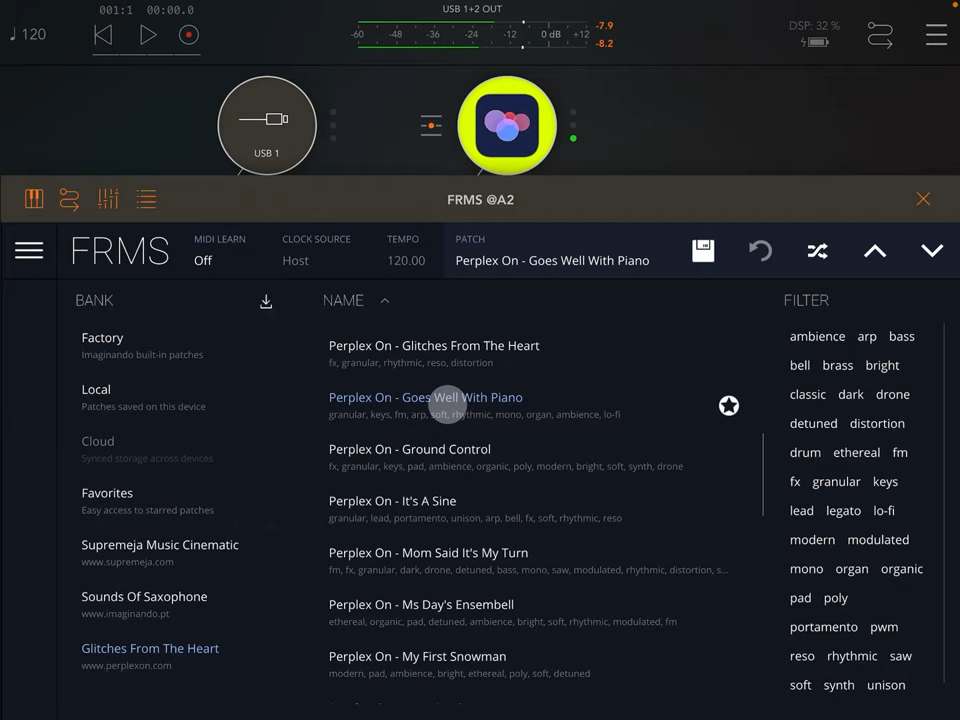 001:1 00:00.0
USB 1+2 OUT
120
-60 -48 -36 -24 -12 0 dB +12
-7.9
-8.2
DSP: 32 %
USB 1
FRMS @A2
FRMS
MIDI LEARN
Off
CLOCK SOURCE
Host
TEMPO
120.00
PATCH
Perplex On - Goes Well With Piano
BANK
Factory
Imaginando built-in patches
Local
Patches saved on this device
Cloud
Synced storage across devices
Favorites
Easy access to starred patches
Supremeja Music Cinematic
www.supremeja.com
Sounds Of Saxophone
www.imaginando.pt
Glitches From The Heart
www.perplexon.com
NAME
Perplex On - Glitches From The Heart
fx, granular, rhythmic, reso, distortion
Perplex On - Goes Well With Piano
granular, keys, fm, arp, soft, rhythmic, mono, organ, ambience, lo-fi
Perplex On - Ground Control
fx, granular, keys, pad, ambience, organic, poly, modern, bright, soft, synth, drone
Perplex On - It's A Sine
granular, lead, portamento, unison, arp, bell, fx, soft, rhythmic, reso
Perplex On - Mom Said It's My Turn
fm, fx, granular, dark, drone, detuned, bass, mono, saw, modulated, rhythmic, distortion, s...
Perplex On - Ms Day's Ensembell
ethereal, organic, pad, detuned, ambience, bright, soft, rhythmic, modulated, fm
Perplex On - My First Snowman
modern, pad, ambience, bright, ethereal, poly, soft, detuned
FILTER
ambience arp bass
bell brass bright
classic dark drone
detuned distortion
drum ethereal fm
fx granular keys
lead legato lo-fi
modern modulated
mono organ organic
pad poly
portamento pwm
reso rhythmic saw
soft synth unison